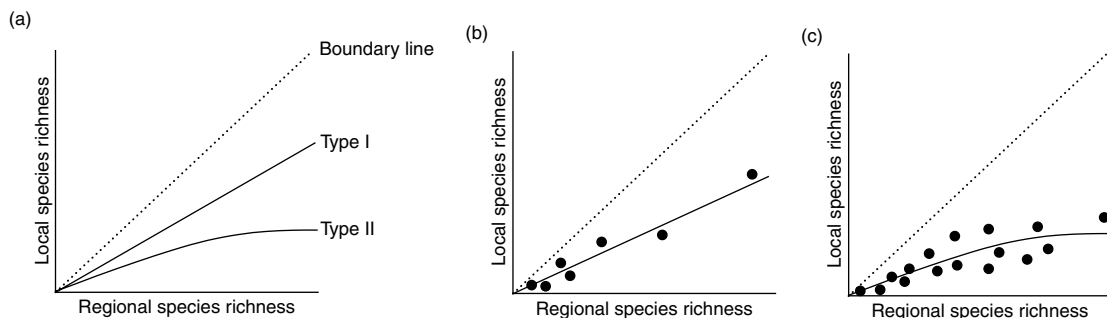 (a)
Local species richness
Boundary line
Type I
Type II
Regional species richness
(b)
Local species richness
Regional species richness
(c)
Local species richness
Regional species richness